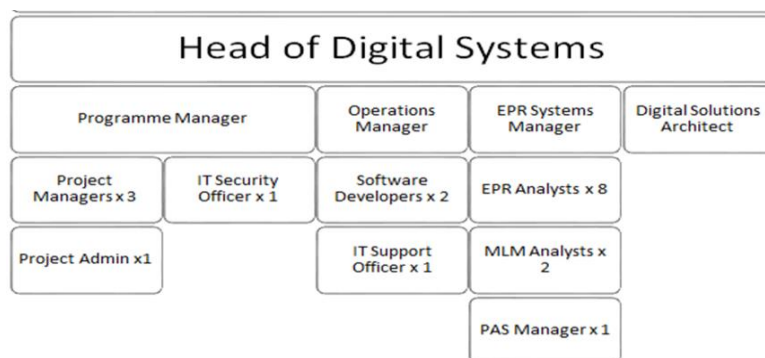 Head of Digital Systems
Programme Manager
Operations
Manager
EPR Systems
Manager
Digital Solutions
Architect
Project
Managers x 3
IT Security
Officer x 1
Software
Developers x 2
EPR Analysts x 8
Project Admin x1
IT Support
Officer x 1
MLM Analysts x
2
PAS Manager x 1